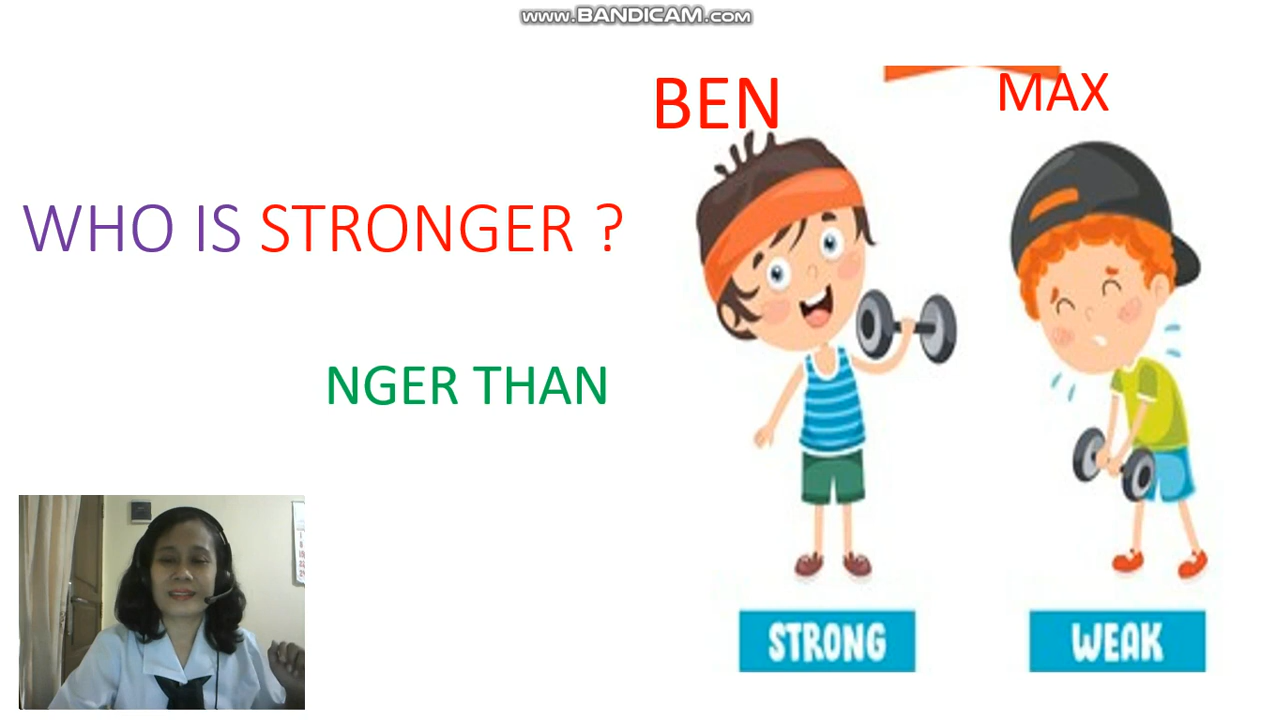 www.BANDICAM.com
BEN
MAX
WHO IS STRONGER ?
NGER THAN
STRONG
WEAK